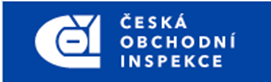 ČESKÁ
OBCHODNÍ
INSPEKCE